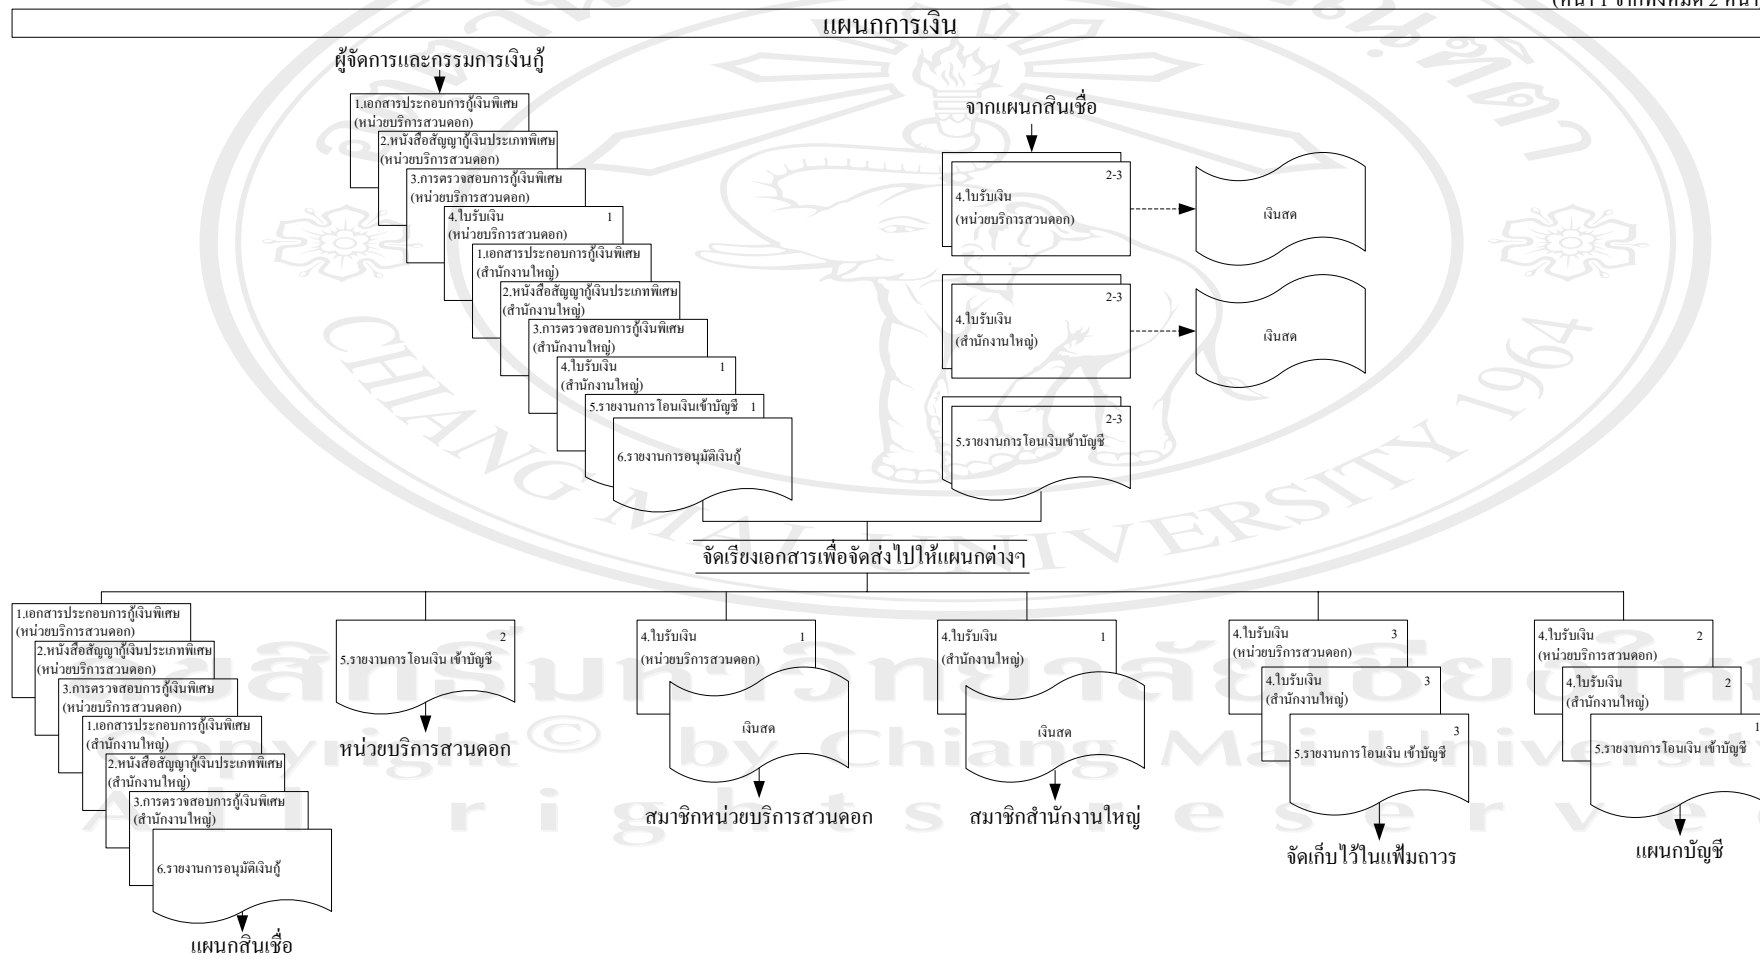 (หน้า 1 จากทั้งหมด 2 หน้า
แผนกการเงิน
ผู้จัดการและกรรมการเงินกู้
1.เอกสารประกอบการกู้เงินพิเศษ
(หน่วยบริการสวนดอก)
2.หนังสือสัญญากู้เงินประเภทพิเศษ
(หน่วยบริการสวนดอก)
3.การตรวจสอบการกู้เงินพิเศษ
(หน่วยบริการสวนดอก)
4.ใบรับเงิน 1
(หน่วยบริการสวนดอก)
1.เอกสารประกอบการกู้เงินพิเศษ
(สำนักงานใหญ่)
2.หนังสือสัญญากู้เงินประเภทพิเศษ
(สำนักงานใหญ่)
3.การตรวจสอบการกู้เงินพิเศษ
(สำนักงานใหญ่)
4.ใบรับเงิน 1
(สำนักงานใหญ่)
5.รายงานการโอนเงินเข้าบัญชี 1
6.รายงานการอนุมัติเงินกู้
จากแผนกสินเชื่อ
2-3
4.ใบรับเงิน
(หน่วยบริการสวนดอก)
เงินสด
2-3
4.ใบรับเงิน
(สำนักงานใหญ่)
เงินสด
2-3
5.รายงานการโอนเงินเข้าบัญชี
จัดเรียงเอกสารเพื่อจัดส่งไปให้แผนกต่างๆ
1.เอกสารประกอบการกู้เงินพิเศษ
(หน่วยบริการสวนดอก)
2.หนังสือสัญญากู้เงินประเภทพิเศษ
(หน่วยบริการสวนดอก)
3.การตรวจสอบการกู้เงินพิเศษ
(หน่วยบริการสวนดอก)
1.เอกสารประกอบการกู้เงินพิเศษ
(สำนักงานใหญ่)
2.หนังสือสัญญากู้เงินประเภทพิเศษ
(สำนักงานใหญ่)
3.การตรวจสอบการกู้เงินพิเศษ
(สำนักงานใหญ่)
6.รายงานการอนุมัติเงินกู้
แผนกสินเชื่อ
2
5.รายงานการโอนเงิน เข้าบัญชี
หน่วยบริการสวนดอก
4.ใบรับเงิน 1
(หน่วยบริการสวนดอก)
เงินสด
สมาชิกหน่วยบริการสวนดอก
4.ใบรับเงิน 1
(สำนักงานใหญ่)
เงินสด
สมาชิกสำนักงานใหญ่
4.ใบรับเงิน 3
(หน่วยบริการสวนดอก)
4.ใบรับเงิน 3
(สำนักงานใหญ่)
3
5.รายงานการโอนเงิน เข้าบัญชี
จัดเก็บไว้ในแฟ้มถาวร
4.ใบรับเงิน 2
(หน่วยบริการสวนดอก)
4.ใบรับเงิน 2
(สำนักงานใหญ่)
1
5.รายงานการโอนเงิน เข้าบัญชี
แผนกบัญชี
CHIANG MAI UNIVERSITY 1964
Copyright © by Chiang Mai University
All rights reserve